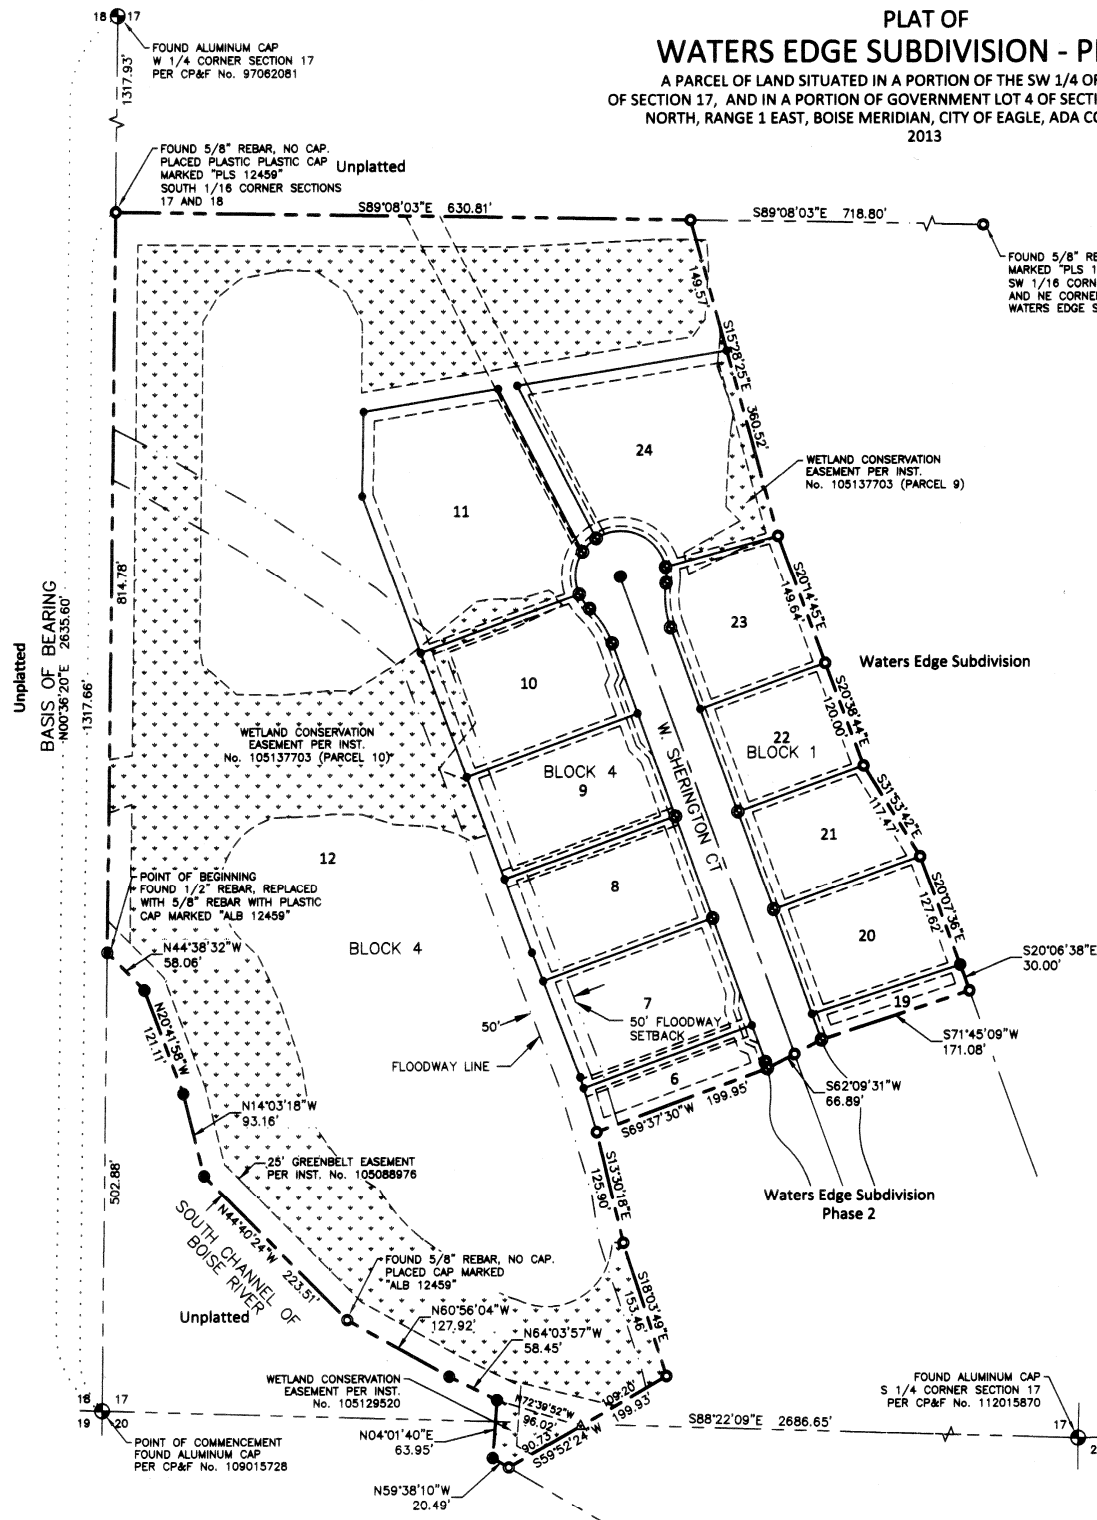 PLAT OF
WATERS EDGE SUBDIVISION - P
A PARCEL OF LAND SITUATED IN A PORTION OF THE SW 1/4 O
OF SECTION 17, AND IN A PORTION OF GOVERNMENT LOT 4 OF SECTI
NORTH, RANGE 1 EAST, BOISE MERIDIAN, CITY OF EAGLE, ADA CO
2013
18 17
FOUND ALUMINUM CAP
W 1/4 CORNER SECTION 17
PER CP&F No. 97062081
1317.93'
FOUND 5/8" REBAR, NO CAP.
PLACED PLASTIC PLASTIC CAP
MARKED "PLS 12459"
SOUTH 1/16 CORNER SECTIONS
17 AND 18
Unplatted
S89°08'03"E 630.81'
S89°08'03"E 718.80'
FOUND 5/8" RE
MARKED "PLS 1
SW 1/16 CORN
AND NE CORNE
WATERS EDGE S
149.57'
S15°28'25"E 360.52'
24
WETLAND CONSERVATION
EASEMENT PER INST.
No. 105137703 (PARCEL 9)
11
814.78'
Unplatted
BASIS OF BEARING
N00°36'20"E 2635.60'
1317.66'
S20°14'45"E
149.64'
23
Waters Edge Subdivision
10
S20°38'44"E
120.00'
WETLAND CONSERVATION
EASEMENT PER INST.
No. 105137703 (PARCEL 10)
W. SHERINGTON CT
22
BLOCK 1
BLOCK 4
9
S31°53'42"E
117.47'
21
12
8
POINT OF BEGINNING
FOUND 1/2" REBAR, REPLACED
WITH 5/8" REBAR WITH PLASTIC
CAP MARKED "ALB 12459"
S20°07'36"E
127.62'
20
N44°38'32"W
58.06'
BLOCK 4
S20°06'38"E
30.00'
7
19
50' FLOODWAY
SETBACK
50'
N20°41'58"W
121.11'
S71°45'09"W
171.08'
FLOODWAY LINE
6
S62°09'31"W
66.89'
S69°37'30"W 199.95'
N14°03'18"W
93.16'
25' GREENBELT EASEMENT
PER INST. No. 105088976
S13°30'18"E
125.90'
502.88'
Waters Edge Subdivision
Phase 2
N44°40'24"W 223.51'
SOUTH CHANNEL OF
BOISE RIVER
FOUND 5/8" REBAR, NO CAP.
PLACED CAP MARKED
"ALB 12459"
S18°03'49"E
153.46
Unplatted
N60°56'04"W
127.92'
N64°03'57"W
58.45'
WETLAND CONSERVATION
EASEMENT PER INST.
No. 105129520
FOUND ALUMINUM CAP
S 1/4 CORNER SECTION 17
PER CP&F No. 112015870
18 17
19 20
N72°39'52"W
96.02'
109.20'
199.93'
S88°22'09"E 2686.65'
17
2
POINT OF COMMENCEMENT
FOUND ALUMINUM CAP
PER CP&F No. 109015728
N04°01'40"E
63.95'
90.73'
S59°52'24"W
N59°38'10"W
20.49'